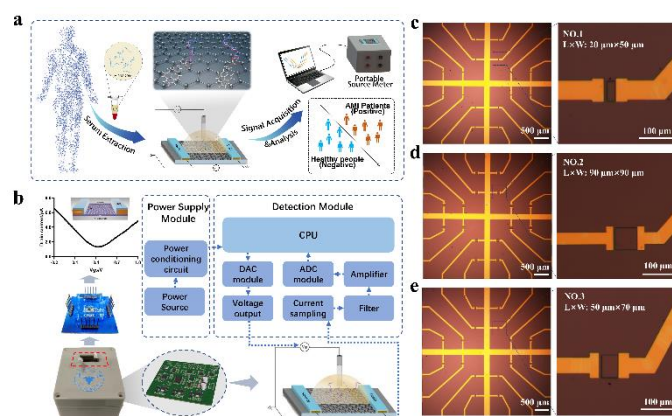 a
Serum Extraction
Signal Acquisition
&Analysis
Portable
Source Meter
AMI Patients
(Positive)
Healthy people
(Negative)
b
Power Supply
Module
Power
conditioning
circuit
Power
Source
Detection Module
CPU
DAC
module
ADC
module
Amplifier
Voltage
output
Current
sampling
Filter
c
500 μm
NO.1
L×W: 20 μm×50 μm
100 μm
d
500 μm
NO.2
L×W: 90 μm×90 μm
100 μm
e
500 μm
NO.3
L×W: 50 μm×70 μm
100 μm